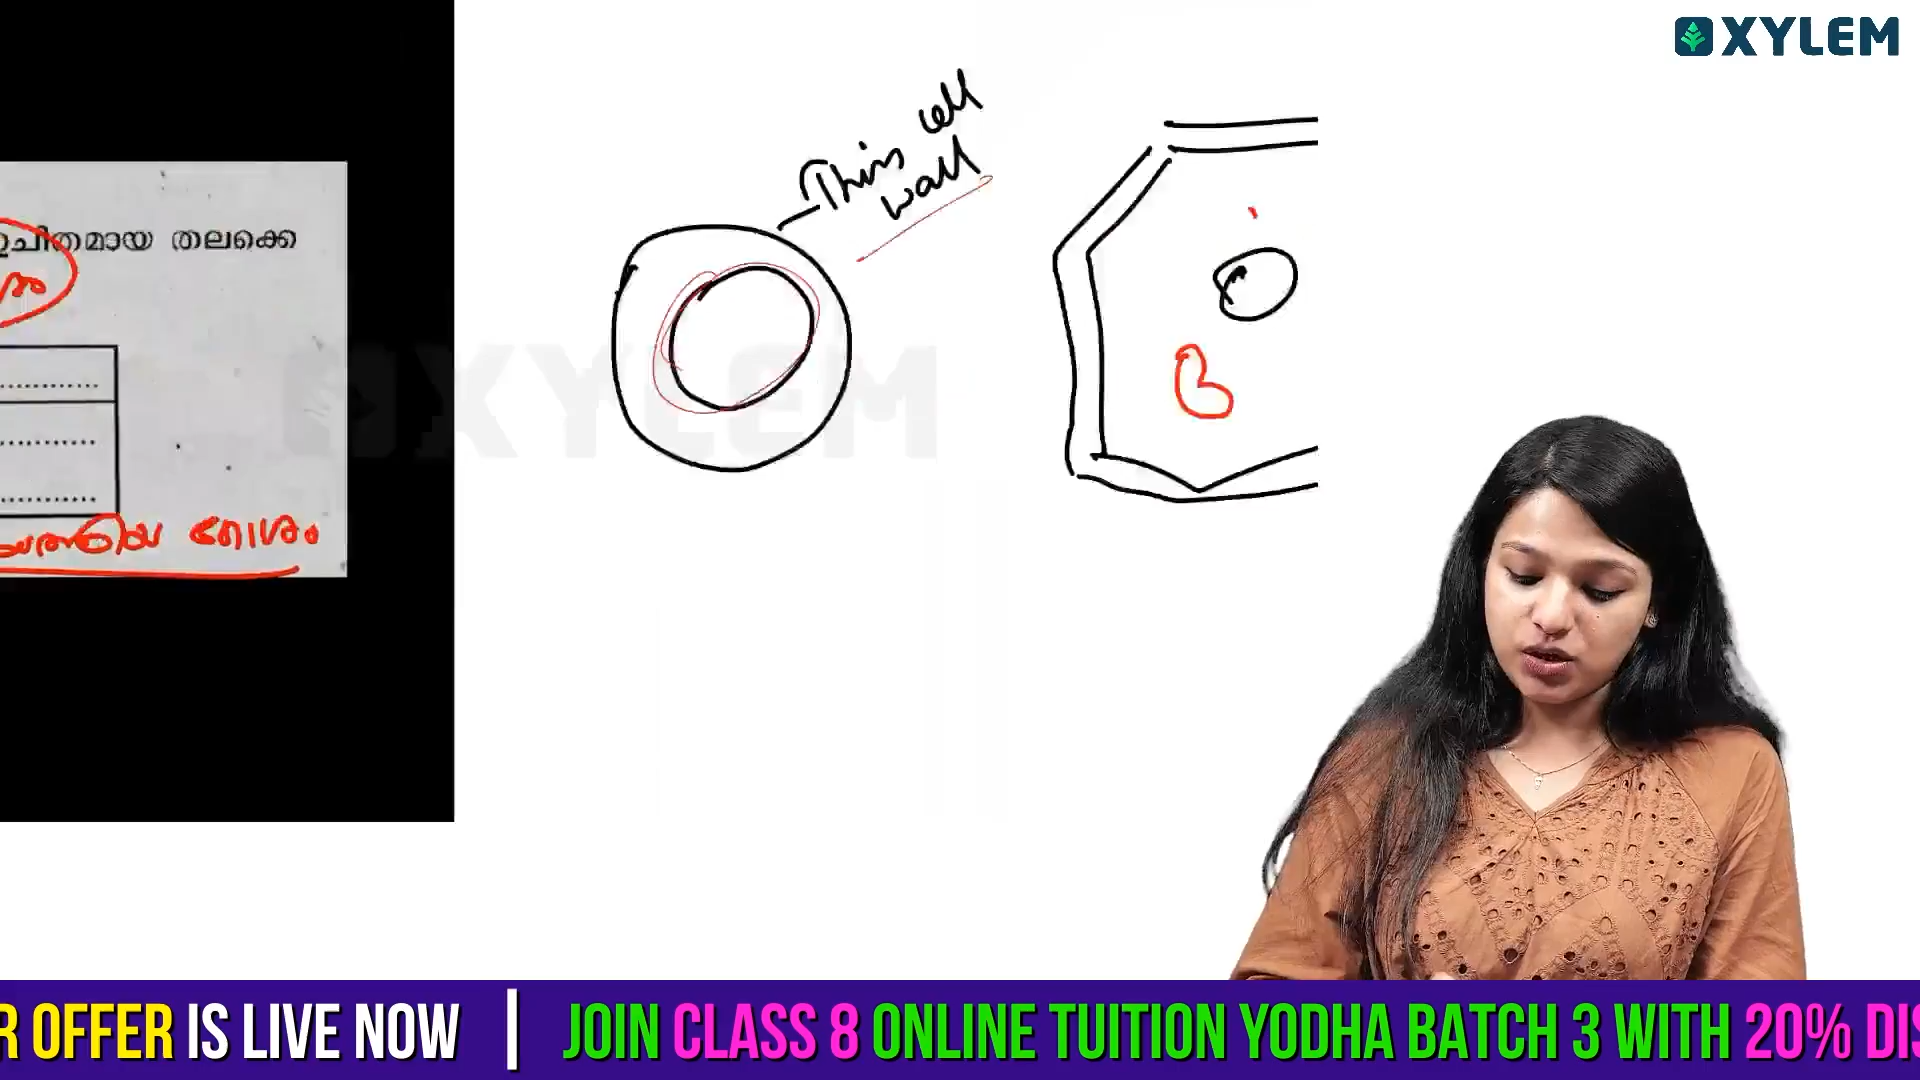 XYLEM
Thin cell
wall
ഉചിതമായ തലക്കെ
കോശം
B
XYLEM
R OFFER IS LIVE NOW | JOIN CLASS 8 ONLINE TUITION YODHA BATCH 3 WITH 20% DIS